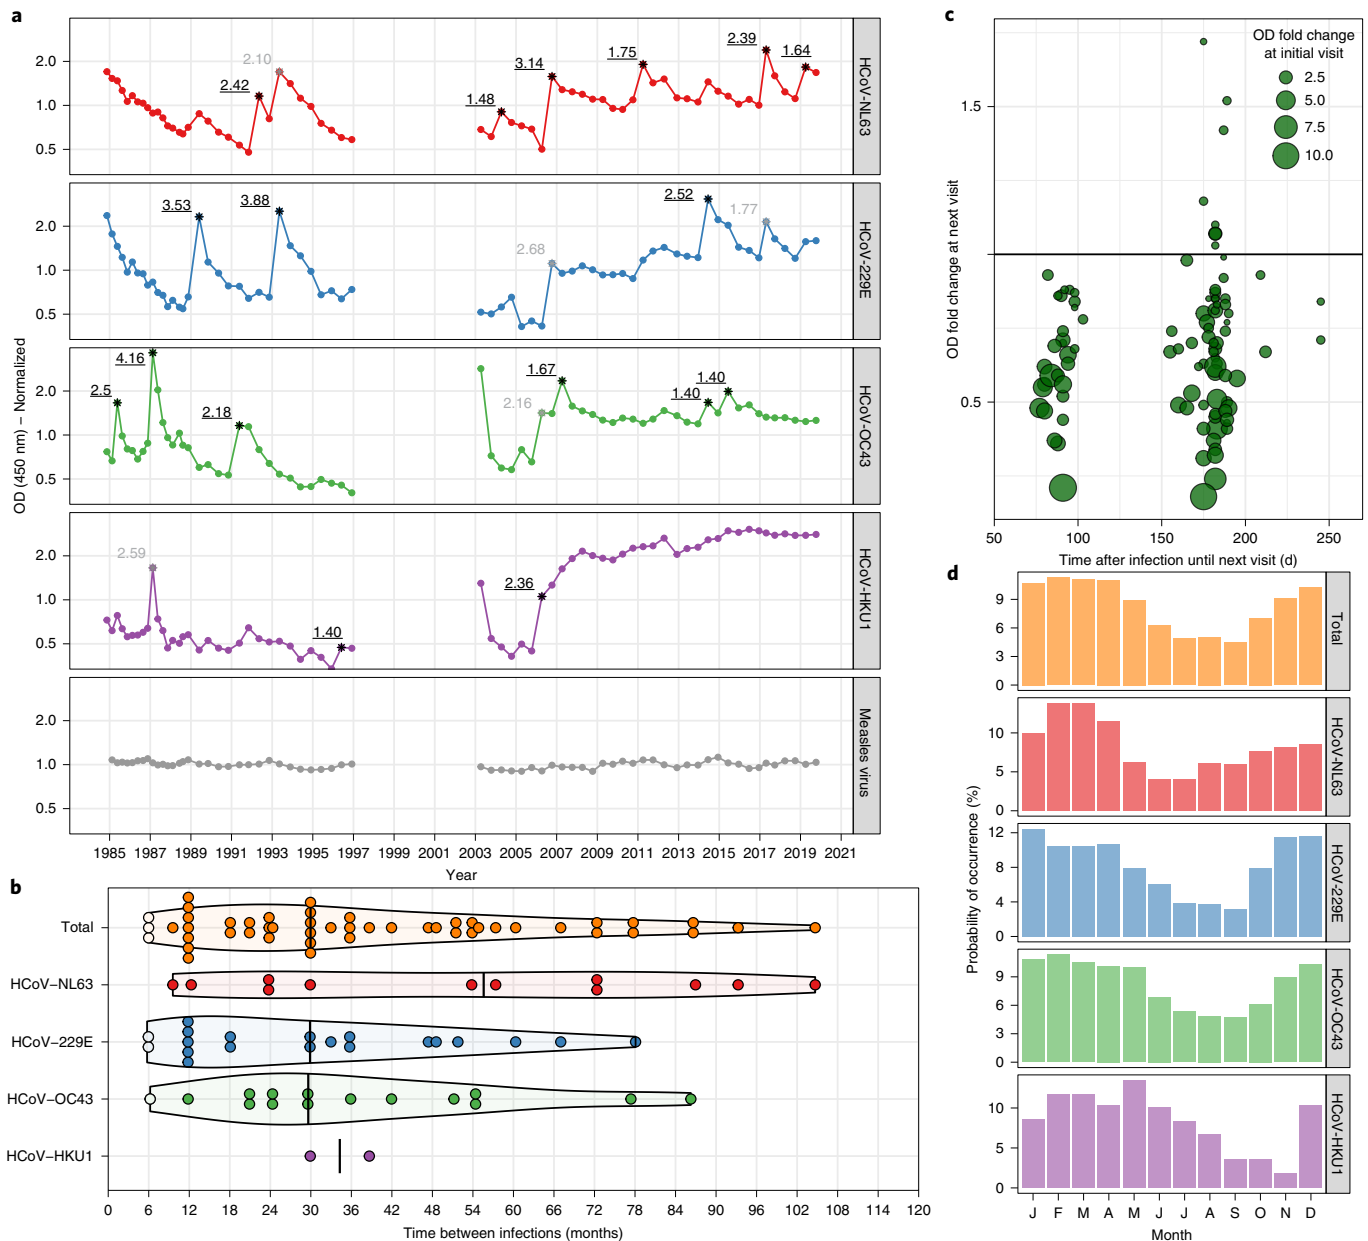 a
OD (450 nm) – Normalized
2.0
1.0
0.5
2.42
2.10
1.48
3.14
1.75
2.39
1.64
HCoV-NL63
2.0
1.0
0.5
3.53
3.88
2.68
2.52
1.77
HCoV-229E
2.0
1.0
0.5
2.5
4.16
2.18
2.16
1.67
1.40
1.40
HCoV-OC43
2.0
1.0
0.5
2.59
1.40
2.36
HCoV-HKU1
2.0
1.0
0.5
Measles virus
1985 1987 1989 1991 1993 1995 1997 1999 2001 2003 2005 2007 2009 2011 2013 2015 2017 2019 2021
Year
b
Total
HCoV–NL63
HCoV–229E
HCoV–OC43
HCoV–HKU1
0 6 12 18 24 30 36 42 48 54 60 66 72 78 84 90 96 102 108 114 120
Time between infections (months)
c
OD fold change at next visit
1.5
0.5
OD fold change
at initial visit
2.5
5.0
7.5
10.0
50 100 150 200 250
Time after infection until next visit (d)
d
Probability of occurrence (%)
9
6
3
0
Total
10
5
0
HCoV-NL63
12
8
4
0
HCoV-229E
9
6
3
0
HCoV-OC43
10
5
0
HCoV-HKU1
J F M A M J J A S O N D
Month